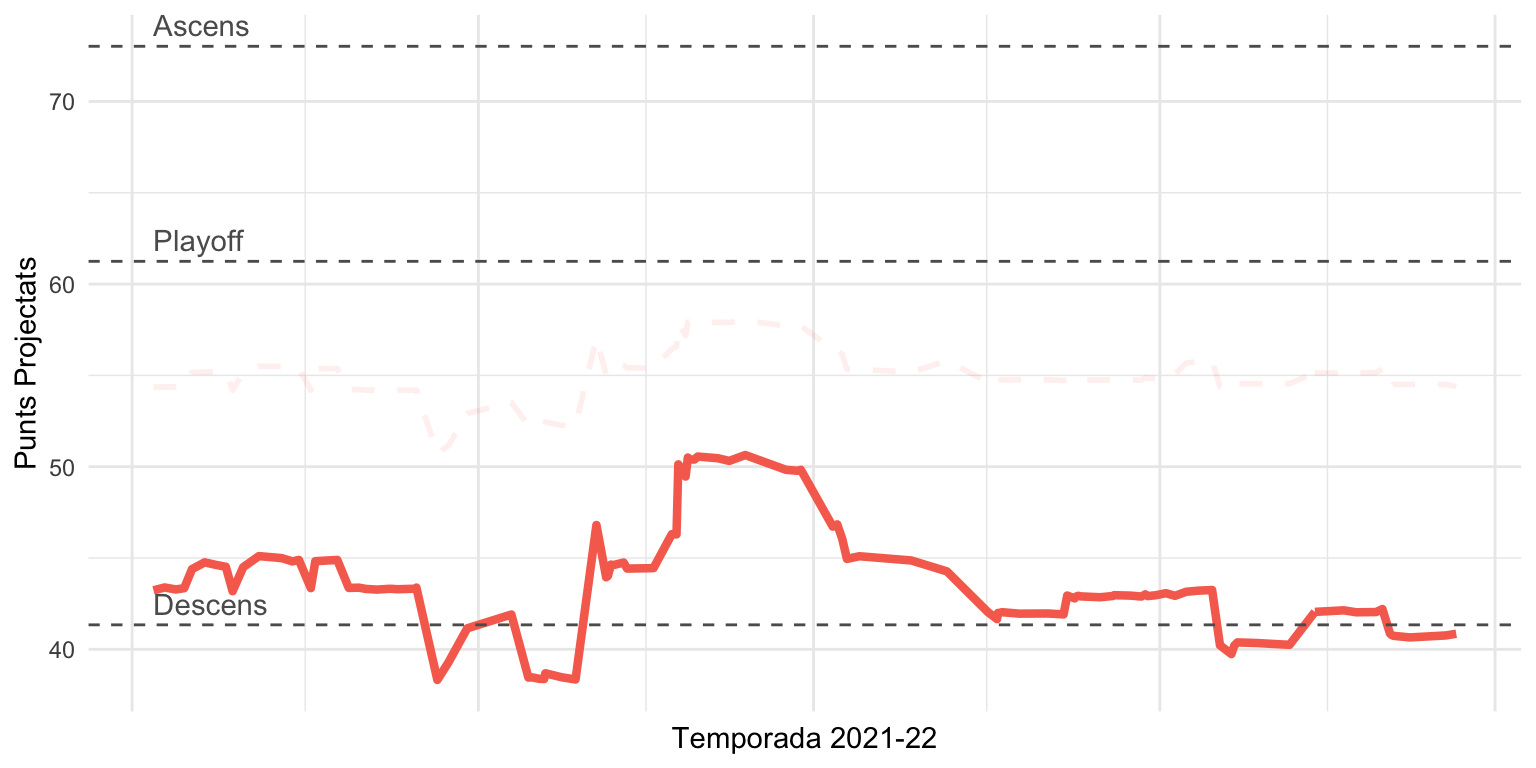 Ascens
70
Playoff
60
50
Descens
40
Punts Projectats
Temporada 2021-22